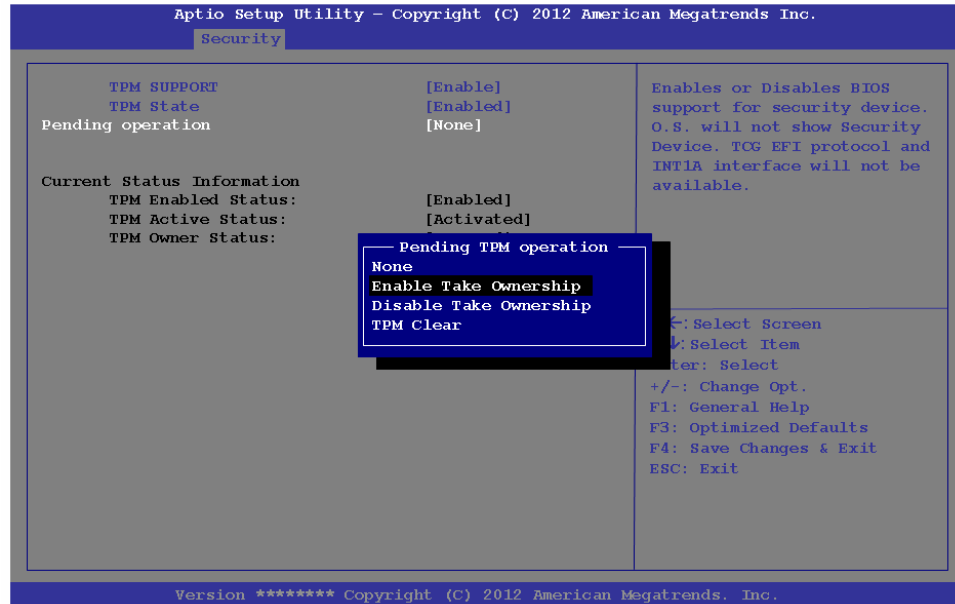 Aptio Setup Utility – Copyright (C) 2012 American Megatrends Inc.
Security
TPM SUPPORT [Enable]
TPM State [Enabled]
Pending operation [None]
Current Status Information
TPM Enabled Status: [Enabled]
TPM Active Status: [Activated]
TPM Owner Status:
Pending TPM operation
None
Enable Take Ownership
Disable Take Ownership
TPM Clear
Enables or Disables BIOS
support for security device.
O.S. will not show Security
Device. TCG EFI protocol and
INT1A interface will not be
available.
←:Select Screen
↓:Select Item
ter: Select
+/-: Change Opt.
F1: General Help
F3: Optimized Defaults
F4: Save Changes & Exit
ESC: Exit
Version ******** Copyright (C) 2012 American Megatrends. Inc.